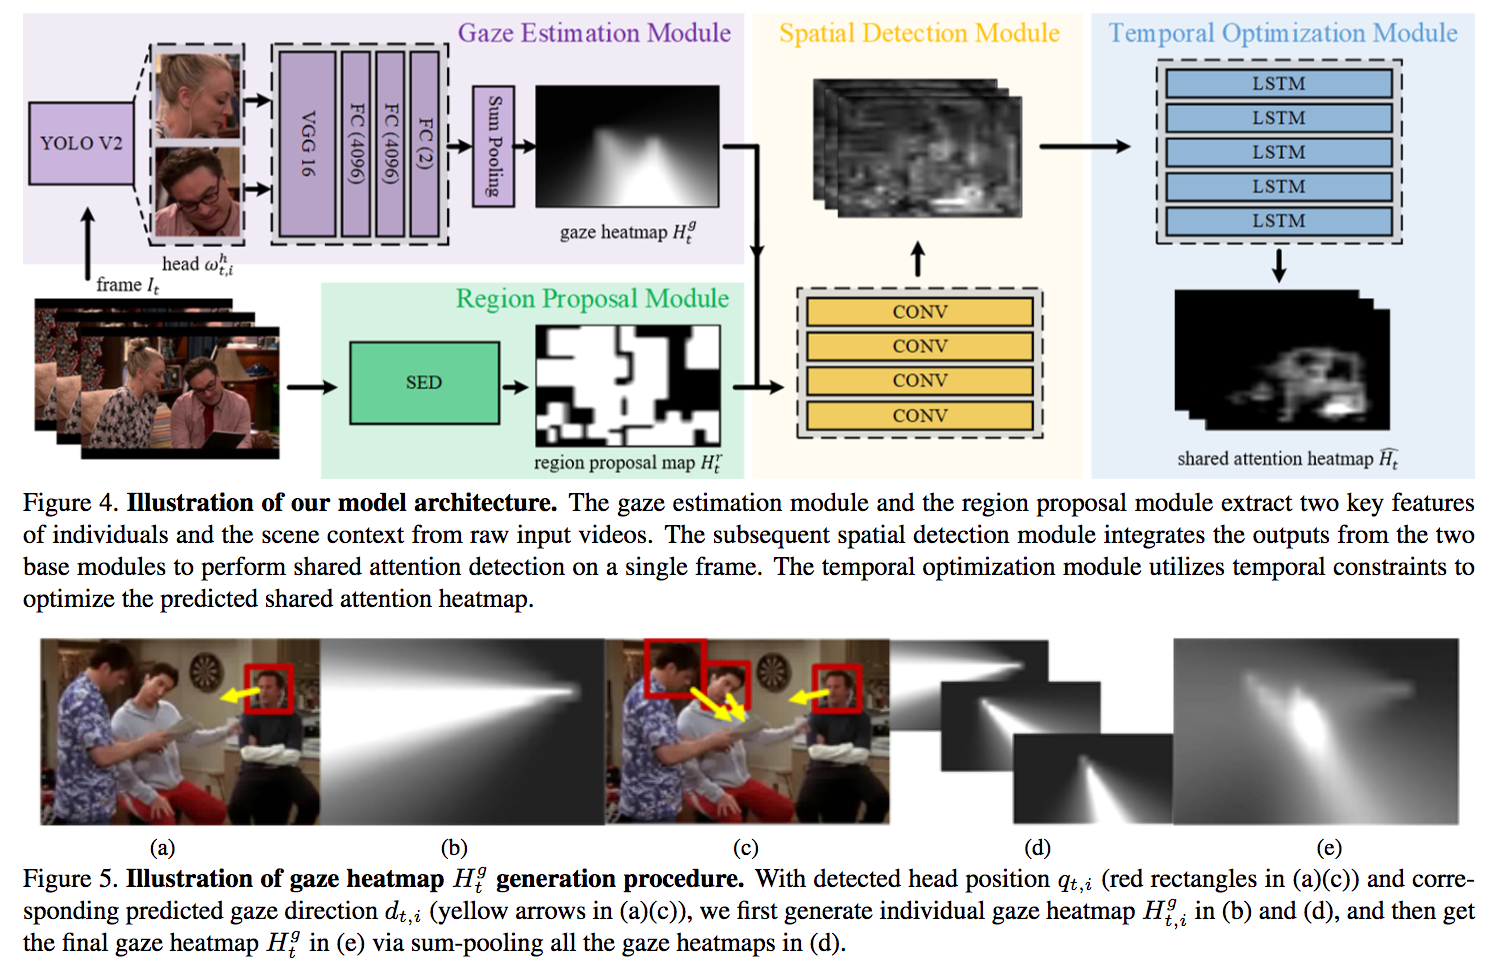 Gaze Estimation Module
Spatial Detection Module
Temporal Optimization Module
YOLO V2
VGG 16
FC (4096)
FC (4096)
FC (2)
Sum Pooling
gaze heatmap H_t^g
head ω_{t,i}^h
frame I_t
Region Proposal Module
SED
region proposal map H_t^r
CONV
CONV
CONV
CONV
LSTM
LSTM
LSTM
LSTM
LSTM
shared attention heatmap \widehat{H_t}
Figure 4. Illustration of our model architecture. The gaze estimation module and the region proposal module extract two key features
of individuals and the scene context from raw input videos. The subsequent spatial detection module integrates the outputs from the two
base modules to perform shared attention detection on a single frame. The temporal optimization module utilizes temporal constraints to
optimize the predicted shared attention heatmap.
(a)
(b)
(c)
(d)
(e)
Figure 5. Illustration of gaze heatmap H_t^g generation procedure. With detected head position q_{t,i} (red rectangles in (a)(c)) and corre-
sponding predicted gaze direction d_{t,i} (yellow arrows in (a)(c)), we first generate individual gaze heatmap H_{t,i}^g in (b) and (d), and then get
the final gaze heatmap H_t^g in (e) via sum-pooling all the gaze heatmaps in (d).